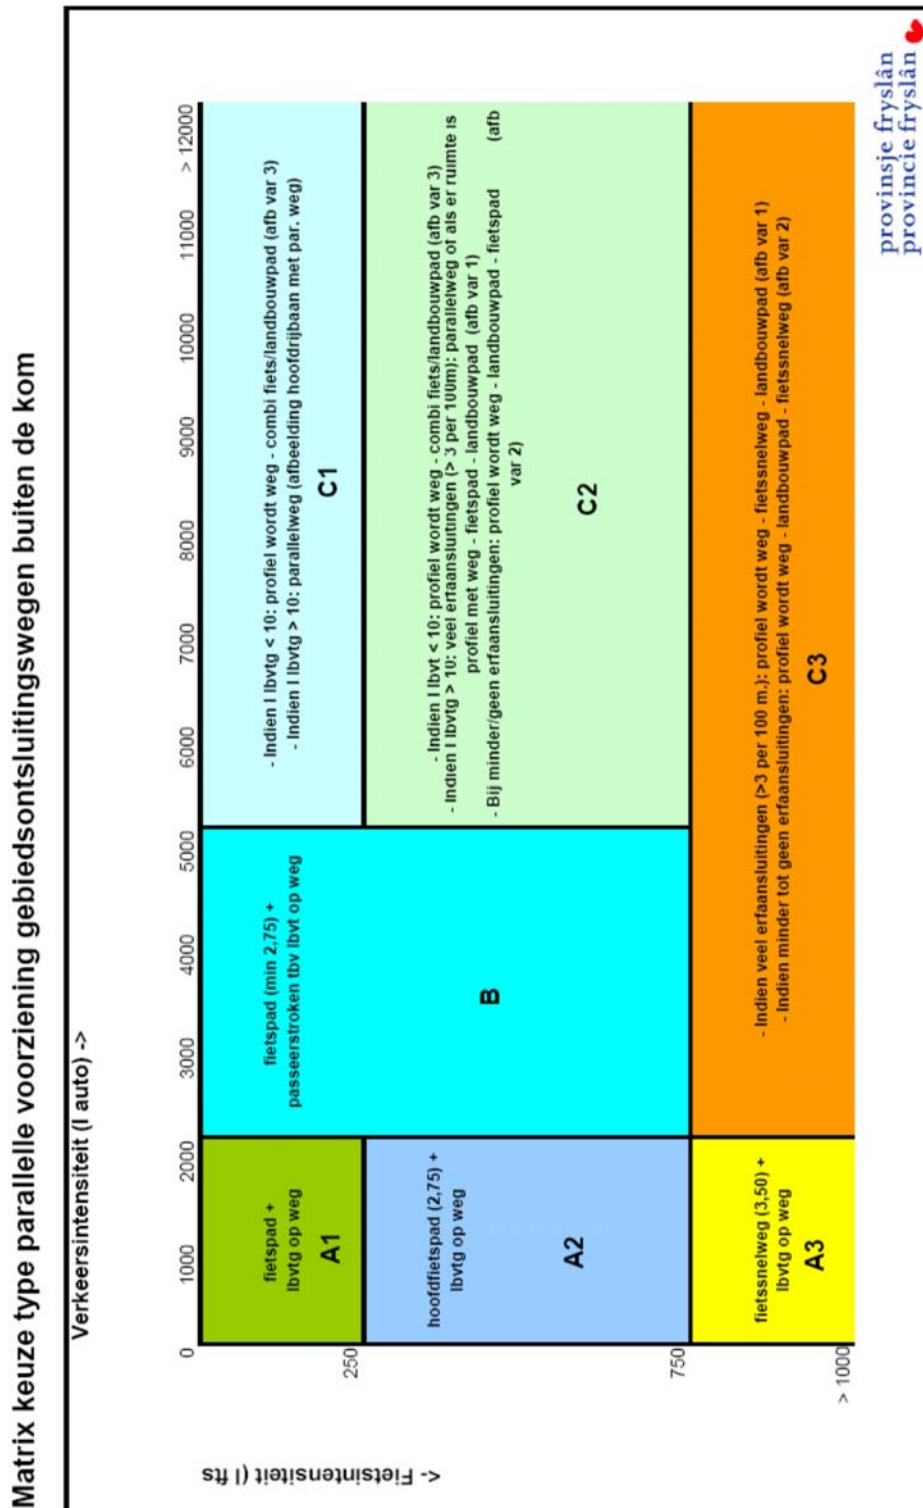 Matrix keuze type parallelle voorziening gebiedsontsluitingswegen buiten de kom
Verkeersintensiteit (I auto) ->
0 1000 2000 3000 4000 5000 6000 7000 8000 9000 10000 11000 > 12000
<- Fietsintensiteit (I fts
250
750
> 1000
fietspad +
lbvtg op weg
A1
hoofdfietspad (2,75) +
lbvtg op weg
A2
fietssnelweg (3,50) +
lbvtg op weg
A3
fietspad (min 2,75) +
passeerstroken tbv lbvt op weg
B
- Indien I lbvtg < 10: profiel wordt weg - combi fiets/landbouwpad (afb var 3)
- Indien I lbvtg > 10: parallelweg (afbeelding hoofdrijbaan met par. weg)
C1
- Indien I lbvt < 10: profiel wordt weg - combi fiets/landbouwpad (afb var 3)
- Indien I lbvtg > 10: veel erfaansluitingen (> 3 per 100m): parallelweg of als er ruimte is
profiel met weg - fietspad - landbouwpad (afb var 1)
- Bij minder/geen erfaansluitingen: profiel wordt weg - landbouwpad - fietspad (afb
var 2)
C2
- Indien veel erfaansluitingen (>3 per 100 m.): profiel wordt weg - fietssnelweg - landbouwpad (afb var 1)
- Indien minder tot geen erfaansluitingen: profiel wordt weg - landbouwpad - fietssnelweg (afb var 2)
C3
provinsje fryslân
provincie fryslân